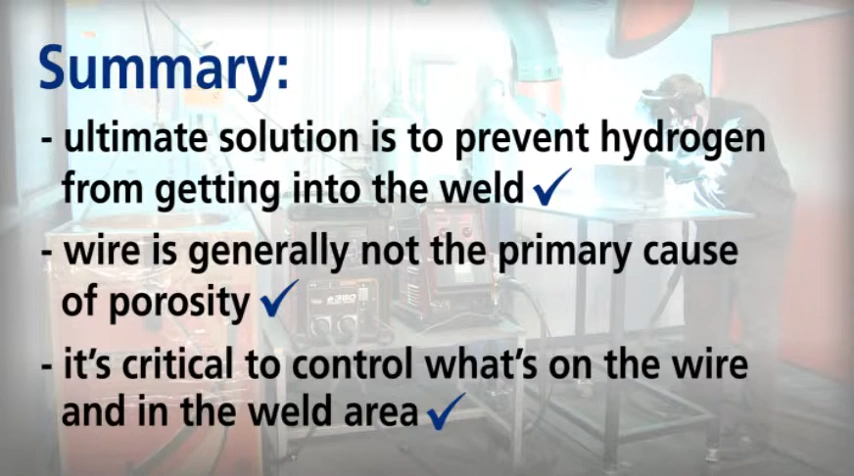 Summary:
- ultimate solution is to prevent hydrogen
from getting into the weld ✓
- wire is generally not the primary cause
of porosity ✓
- it's critical to control what's on the wire
and in the weld area ✓